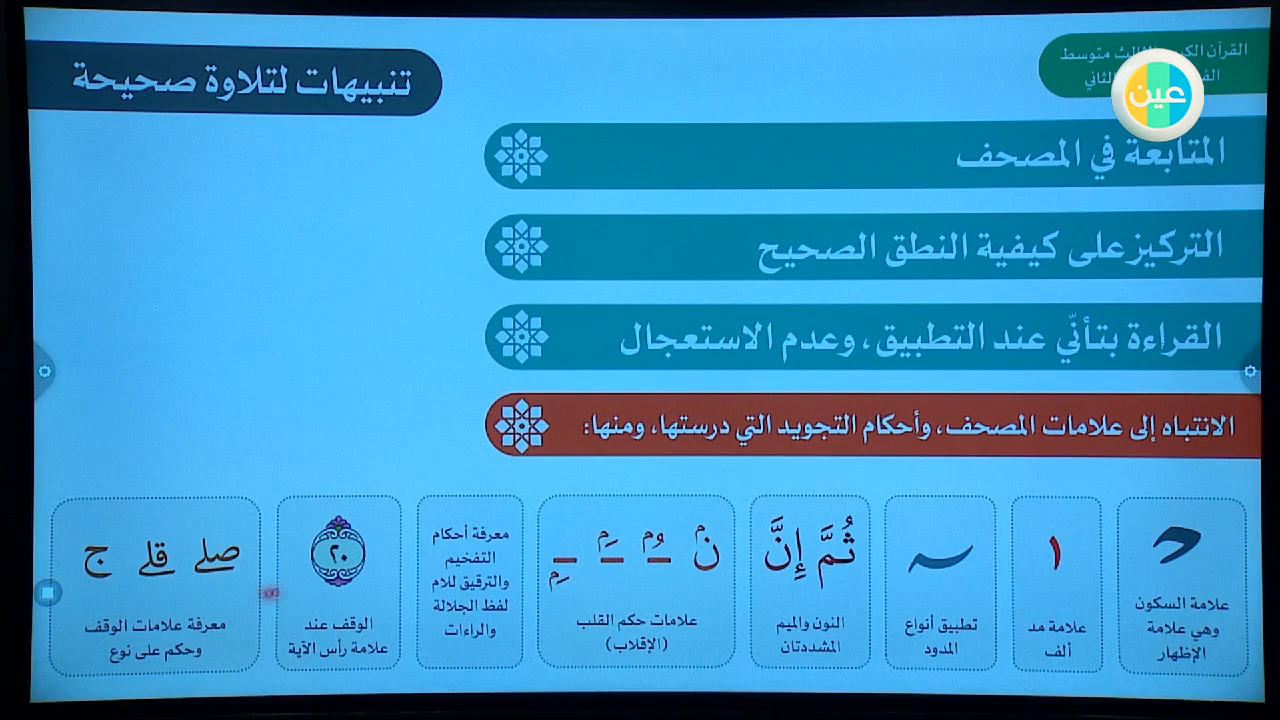 القرآن الكريم الثالث متوسط
الثاني
عين
تنبيهات لتلاوة صحيحة
المتابعة في المصحف
التركيز على كيفية النطق الصحيح
القراءة بتأنّي عند التطبيق، وعدم الاستعجال
الانتباه إلى علامات المصحف، وأحكام التجويد التي درستها، ومنها:
علامة السكون
وهي علامة
الإظهار
ا
علامة مد
ألف
تطبيق أنواع
المدود
ثُمَّ إِنَّ
النون والميم
المشددتان
علامات حكم القلب
(الإقلاب)
معرفة أحكام
التفخيم
والترقيق للام
لفظ الجلالة
والراءات
٢٠
الوقف عند
علامة رأس الآية
صلے قلے ج
معرفة علامات الوقف
وحكم على نوع